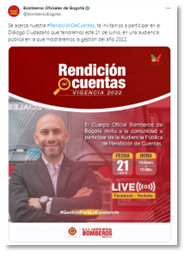 Bomberos Oficiales de Bogotá
@BomberosBogota
Se acerca nuestra #RendiciónDeCuentas, te invitamos a participar en el
Diálogo Ciudadano que tendremos este 21 de Junio, en una audiencia
pública en la que mostraremos la gestión del año 2022.
Rendición
de cuentas
VIGENCIA 2022
El Cuerpo Oficial Bomberos
de Bogotá invita a la comunidad a
participar de la Audiencia Pública
de Rendición de Cuentas.
FECHA
21
HORA
LIVE
Facebook - Youtube
BOMBEROS